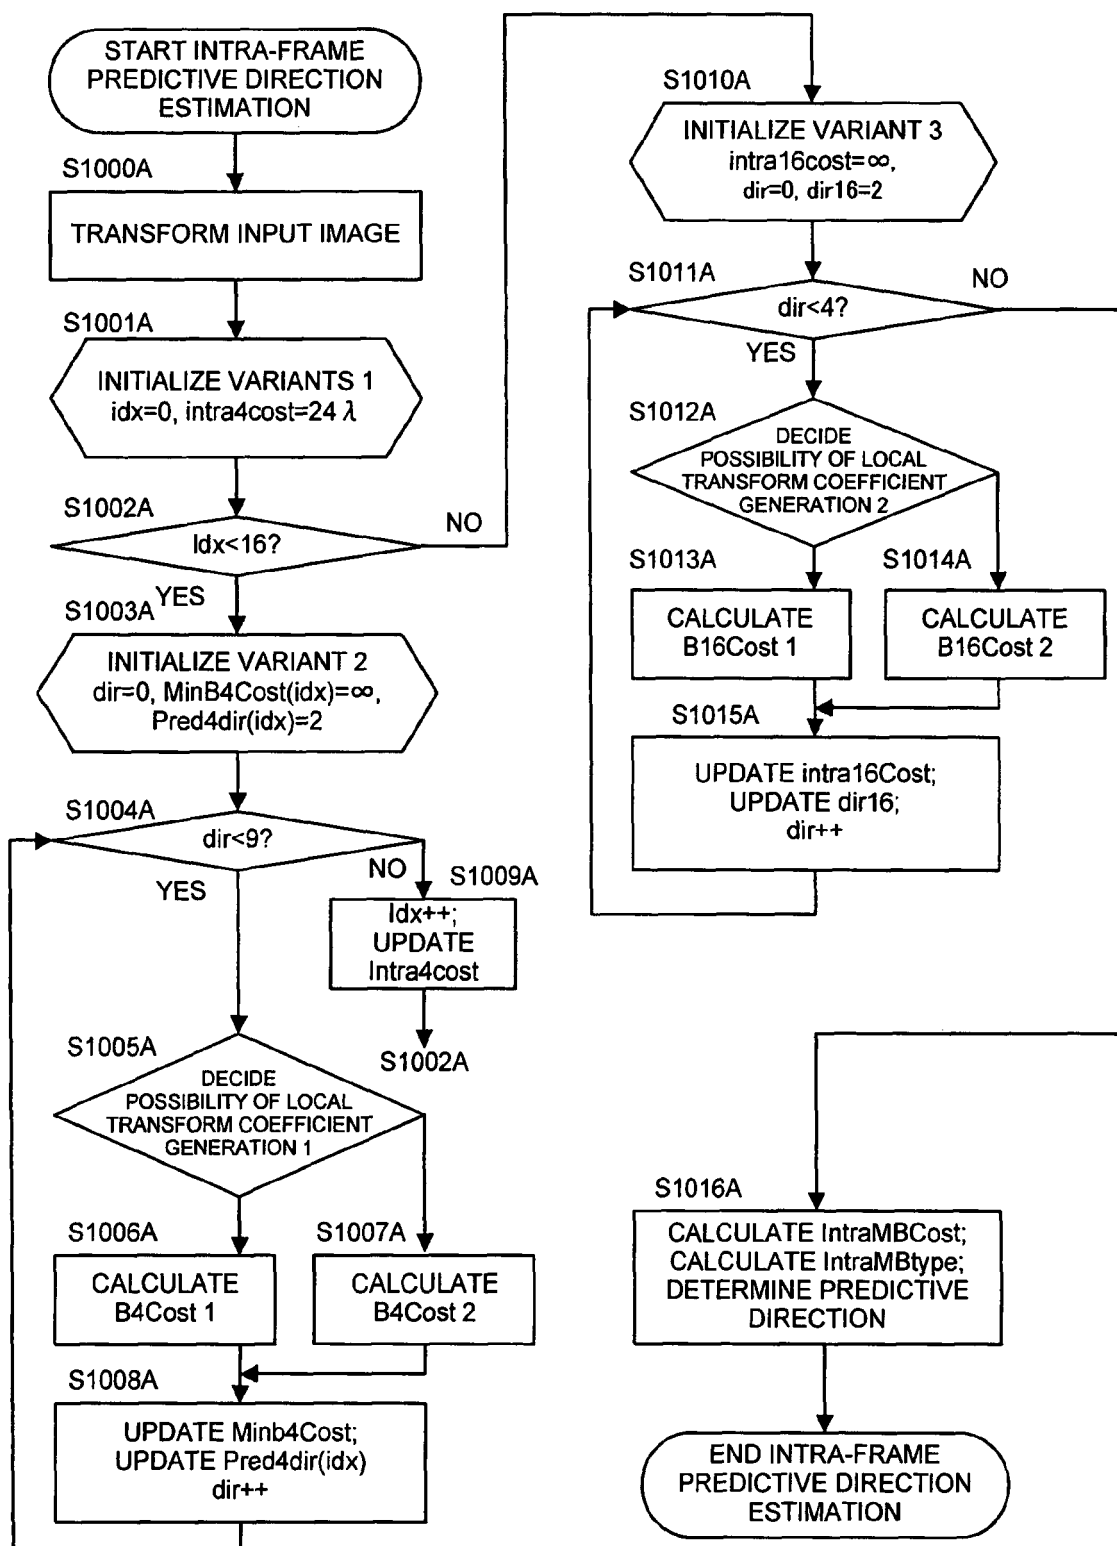 START INTRA-FRAME
PREDICTIVE DIRECTION
ESTIMATION
S1000A
TRANSFORM INPUT IMAGE
S1001A
INITIALIZE VARIANTS 1
idx=0, intra4cost=24 λ
S1002A
Idx<16?
NO
YES
S1003A
INITIALIZE VARIANT 2
dir=0, MinB4Cost(idx)=∞,
Pred4dir(idx)=2
S1004A
dir<9?
NO
YES
S1009A
Idx++;
UPDATE
Intra4cost
S1002A
S1005A
DECIDE
POSSIBILITY OF LOCAL
TRANSFORM COEFFICIENT
GENERATION 1
S1006A
CALCULATE
B4Cost 1
S1007A
CALCULATE
B4Cost 2
S1008A
UPDATE Minb4Cost;
UPDATE Pred4dir(idx)
dir++
S1010A
INITIALIZE VARIANT 3
intra16cost=∞,
dir=0, dir16=2
S1011A
dir<4?
NO
YES
S1012A
DECIDE
POSSIBILITY OF LOCAL
TRANSFORM COEFFICIENT
GENERATION 2
S1013A
CALCULATE
B16Cost 1
S1014A
CALCULATE
B16Cost 2
S1015A
UPDATE intra16Cost;
UPDATE dir16;
dir++
S1016A
CALCULATE IntraMBCost;
CALCULATE IntraMBtype;
DETERMINE PREDICTIVE
DIRECTION
END INTRA-FRAME
PREDICTIVE DIRECTION
ESTIMATION